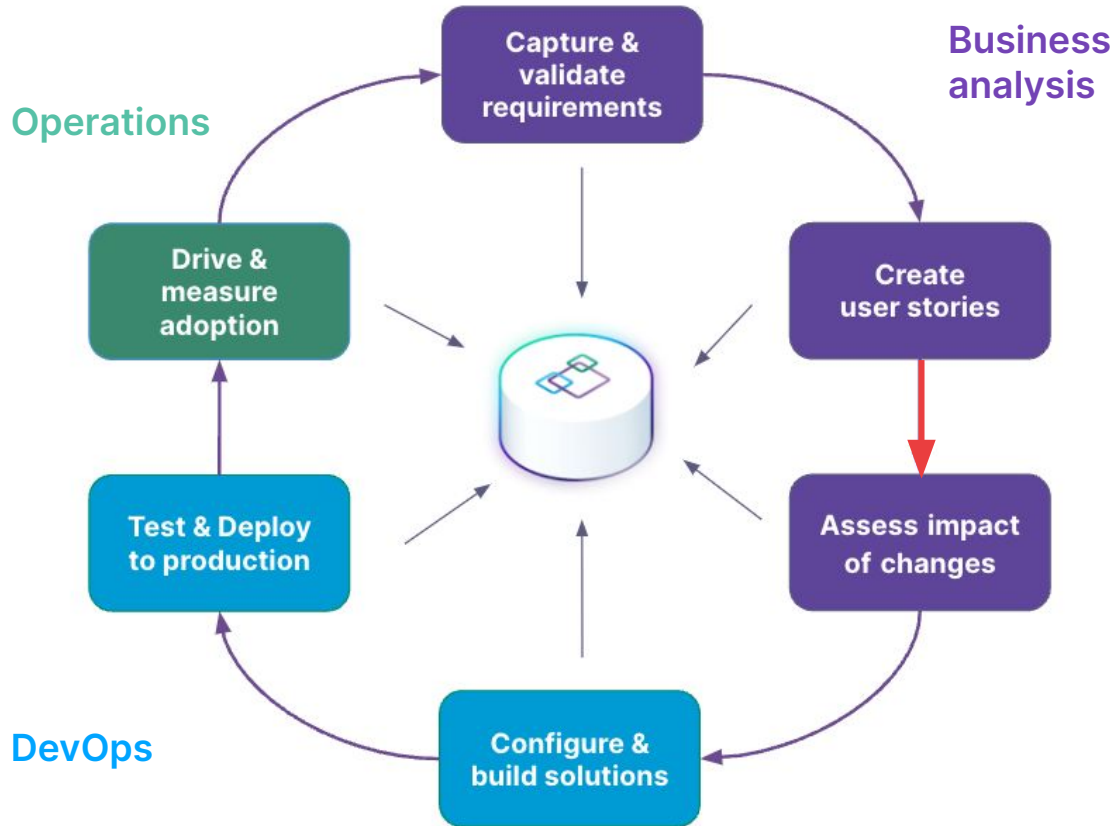 Capture &
validate
requirements
Business
analysis
Operations
Drive &
measure
adoption
Create
user stories
Test & Deploy
to production
Assess impact
of changes
DevOps
Configure &
build solutions